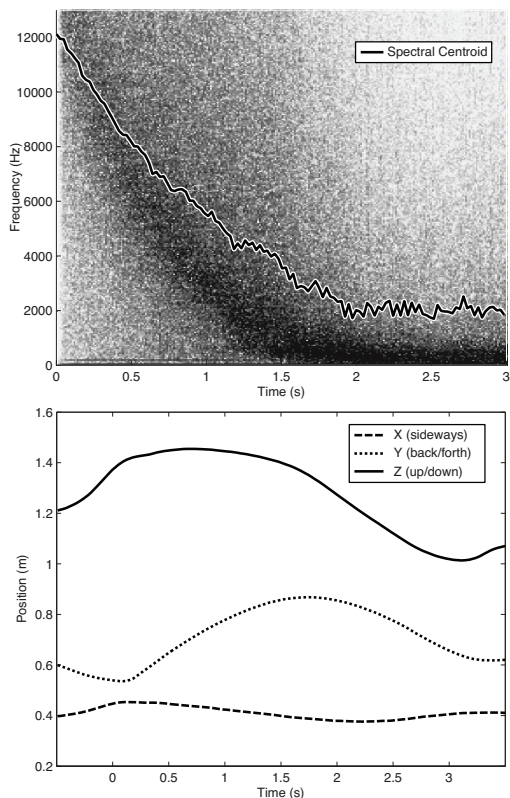 12000
10000
8000
6000
4000
2000
0
Frequency (Hz)
Spectral Centroid
0 0.5 1 1.5 2 2.5 3
Time (s)
1.6
1.4
1.2
1
0.8
0.6
0.4
0.2
Position (m)
X (sideways)
Y (back/forth)
Z (up/down)
0 0.5 1 1.5 2 2.5 3
Time (s)